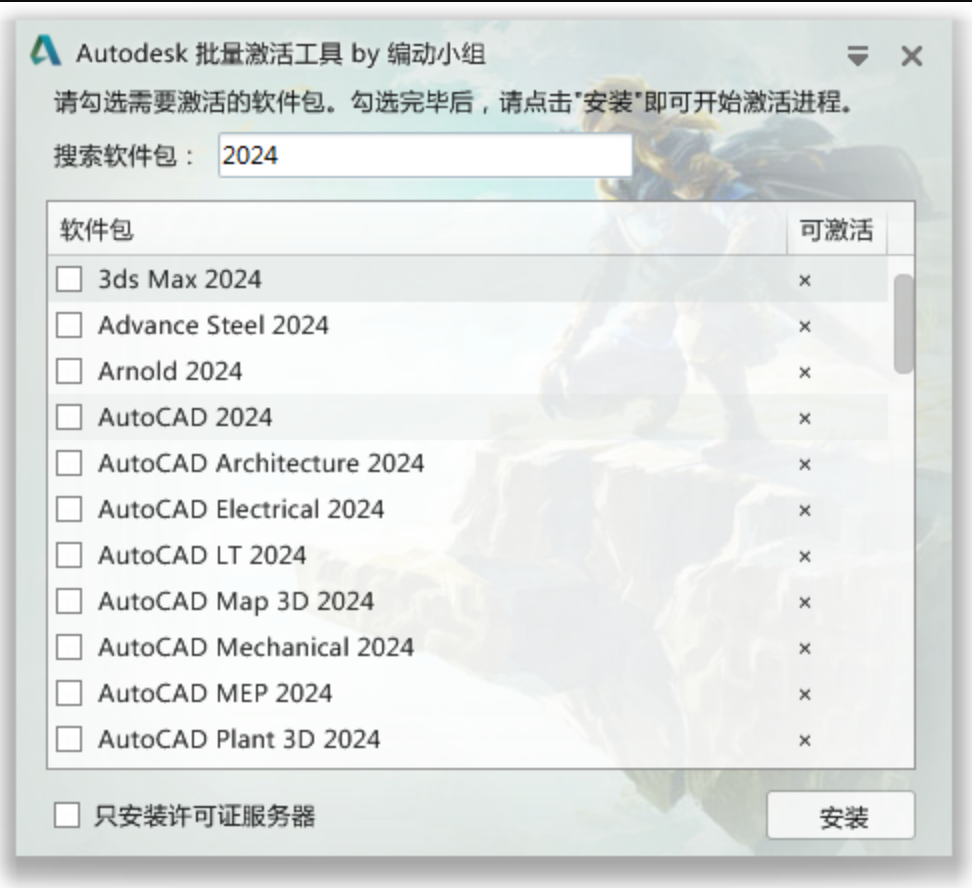 Autodesk 批量激活工具 by 编动小组
请勾选需要激活的软件包。勾选完毕后，请点击"安装"即可开始激活进程。
搜索软件包： 2024
软件包 可激活
3ds Max 2024 ×
Advance Steel 2024 ×
Arnold 2024 ×
AutoCAD 2024 ×
AutoCAD Architecture 2024 ×
AutoCAD Electrical 2024 ×
AutoCAD LT 2024 ×
AutoCAD Map 3D 2024 ×
AutoCAD Mechanical 2024 ×
AutoCAD MEP 2024 ×
AutoCAD Plant 3D 2024 ×
只安装许可证服务器 安装